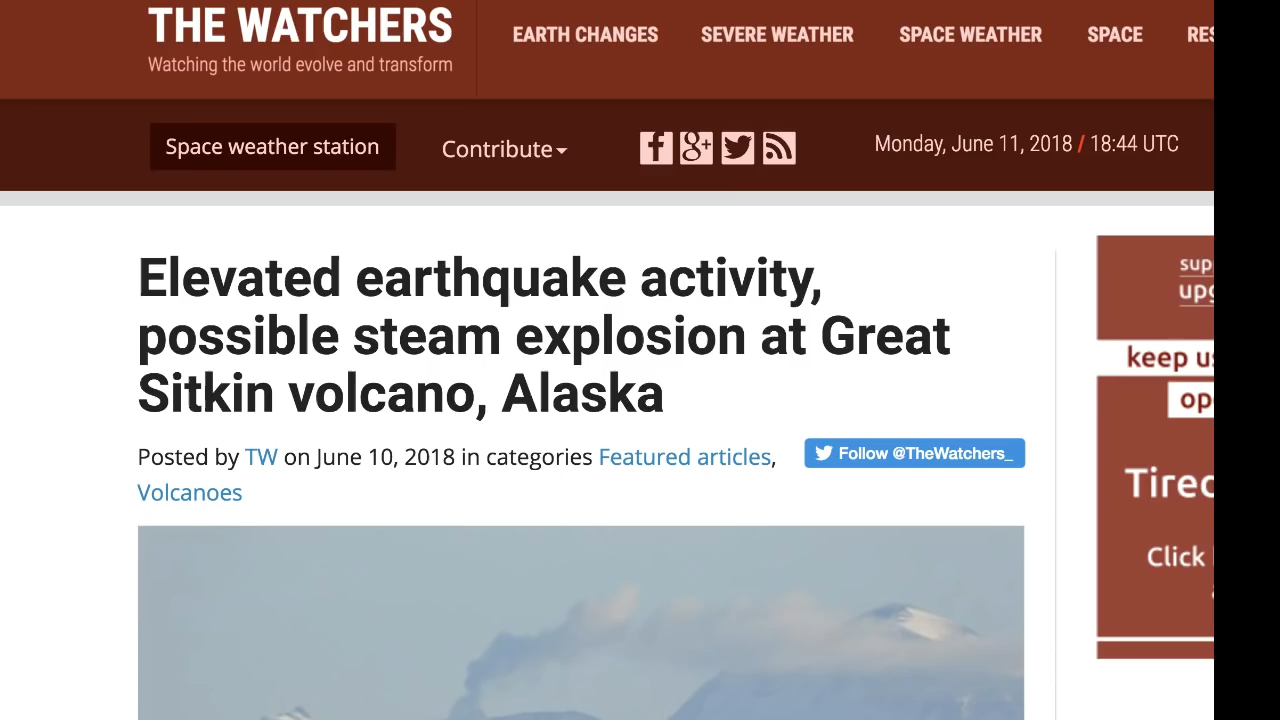 THE WATCHERS
Watching the world evolve and transform
EARTH CHANGES SEVERE WEATHER SPACE WEATHER SPACE
Space weather station Contribute Monday, June 11, 2018 / 18:44 UTC
Elevated earthquake activity,
possible steam explosion at Great
Sitkin volcano, Alaska
Posted by TW on June 10, 2018 in categories Featured articles,
Volcanoes
Follow @TheWatchers_
keep
Click